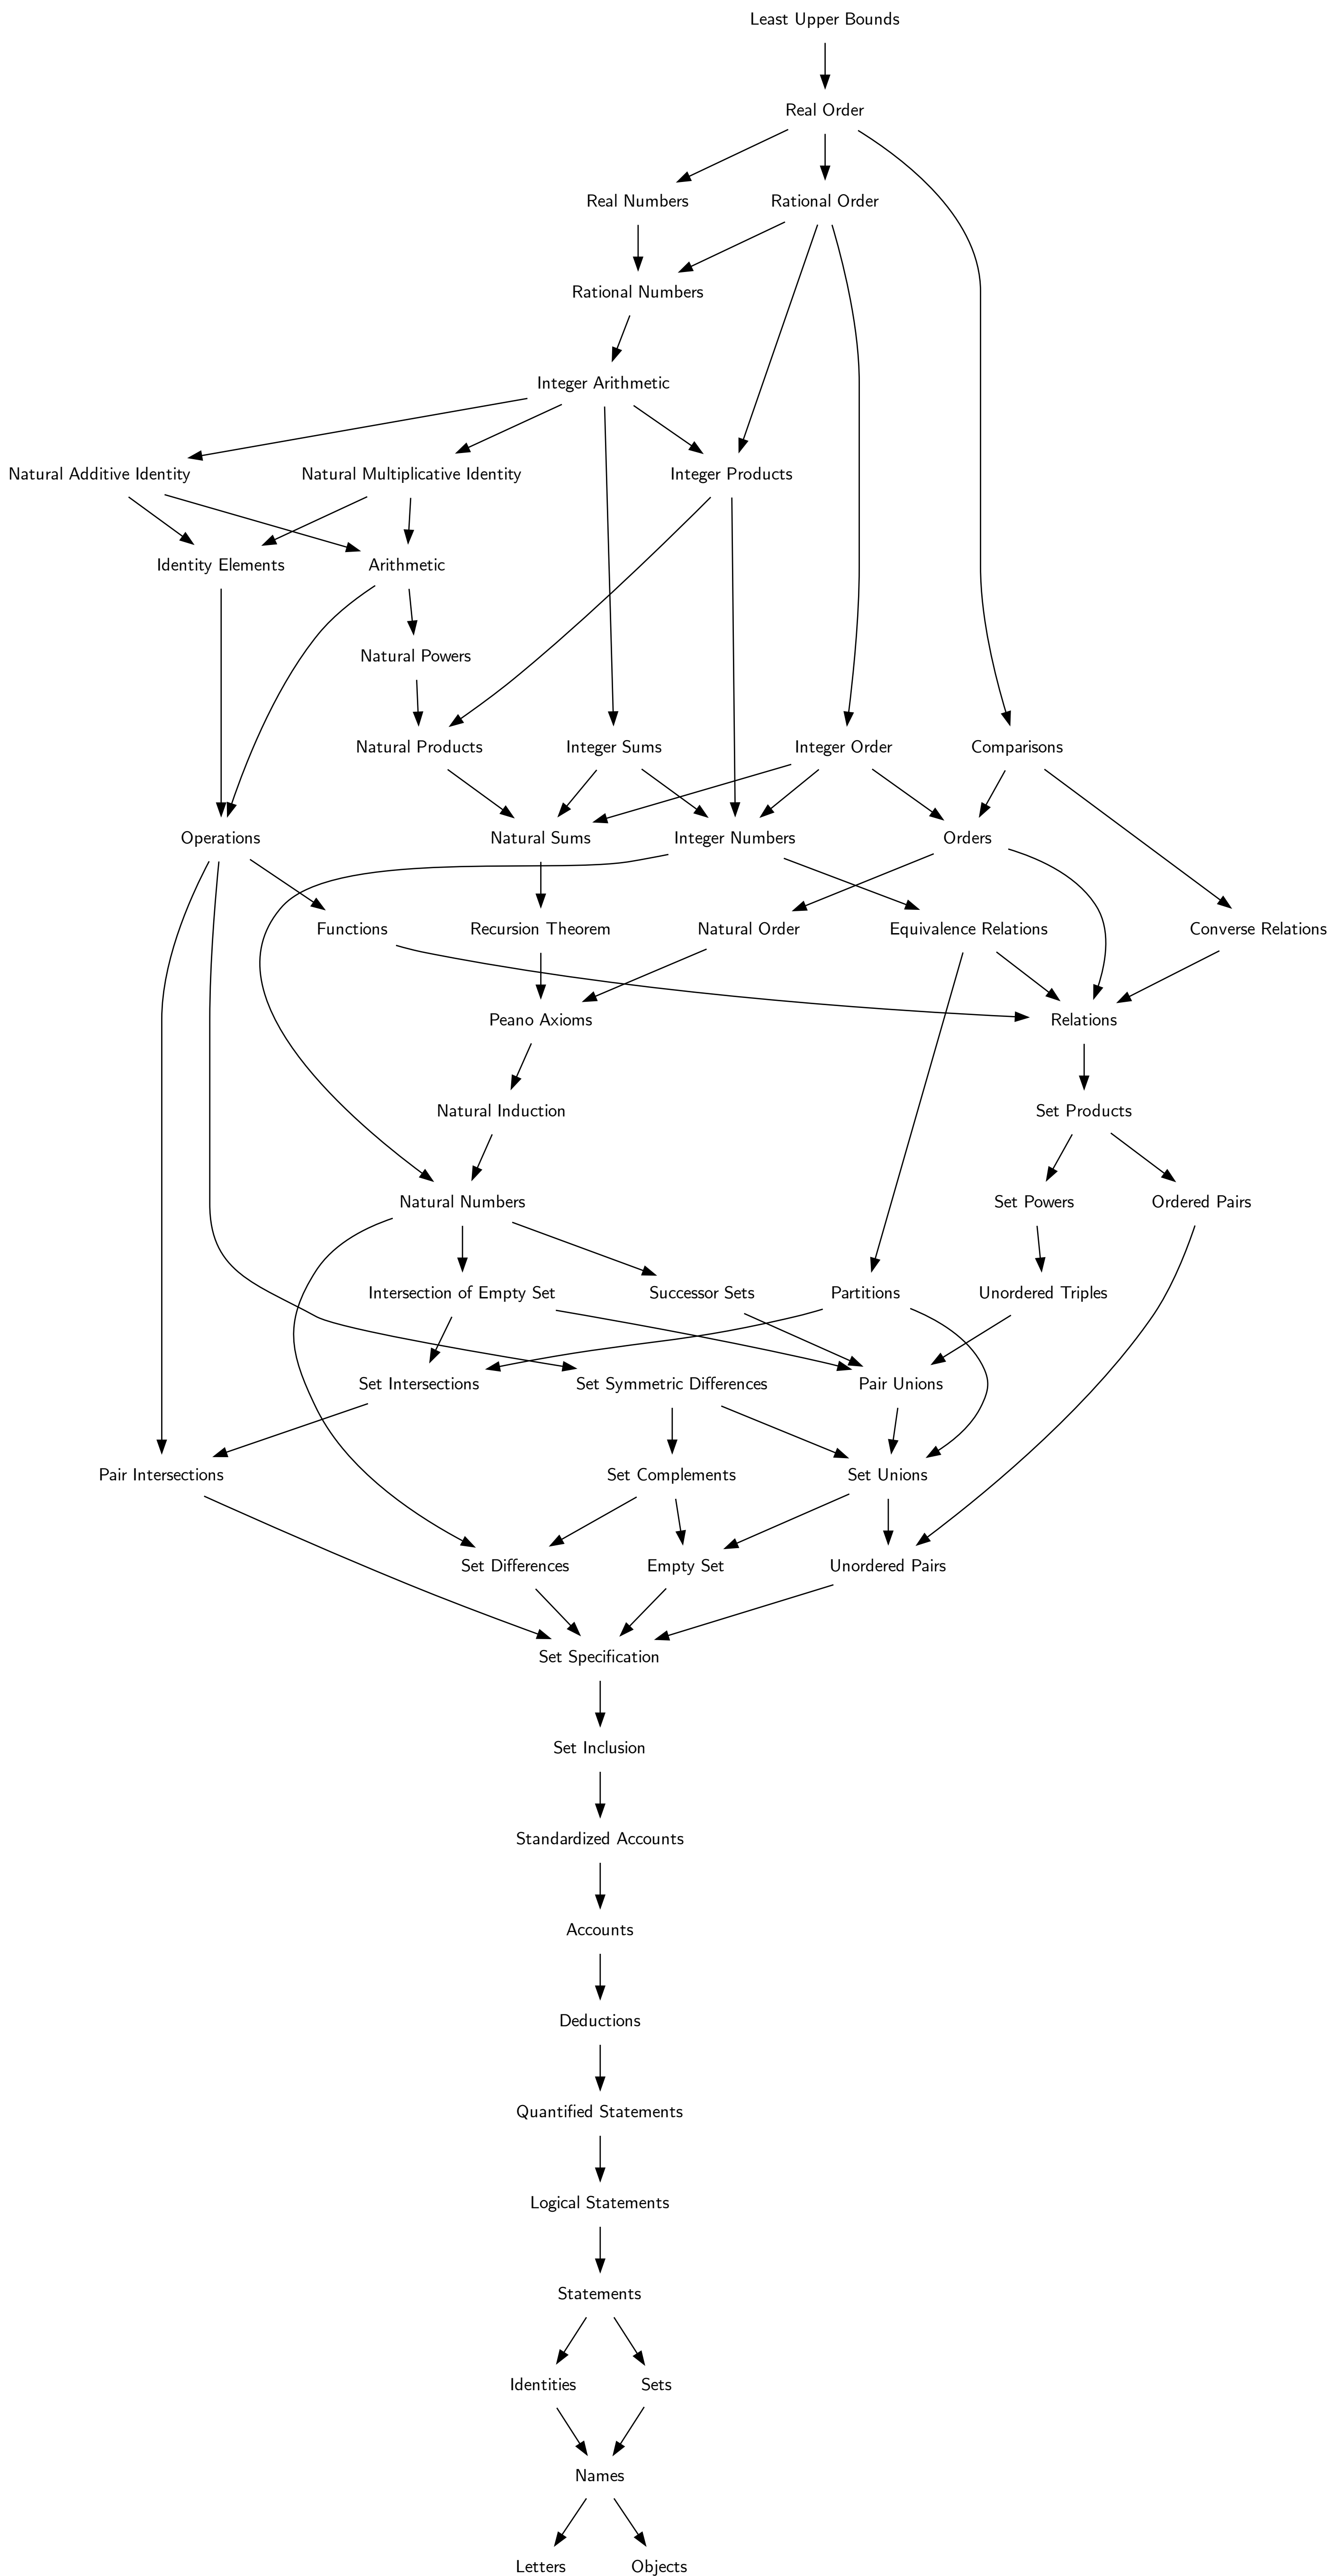 Least Upper Bounds
Real Order
Real Numbers
Rational Order
Rational Numbers
Integer Arithmetic
Natural Additive Identity
Natural Multiplicative Identity
Integer Products
Identity Elements
Arithmetic
Natural Powers
Natural Products
Integer Sums
Integer Order
Comparisons
Operations
Natural Sums
Integer Numbers
Orders
Functions
Recursion Theorem
Natural Order
Equivalence Relations
Converse Relations
Peano Axioms
Relations
Natural Induction
Set Products
Natural Numbers
Set Powers
Ordered Pairs
Intersection of Empty Set
Successor Sets
Partitions
Unordered Triples
Set Intersections
Set Symmetric Differences
Pair Unions
Pair Intersections
Set Complements
Set Unions
Set Differences
Empty Set
Unordered Pairs
Set Specification
Set Inclusion
Standardized Accounts
Accounts
Deductions
Quantified Statements
Logical Statements
Statements
Identities
Sets
Names
Letters
Objects